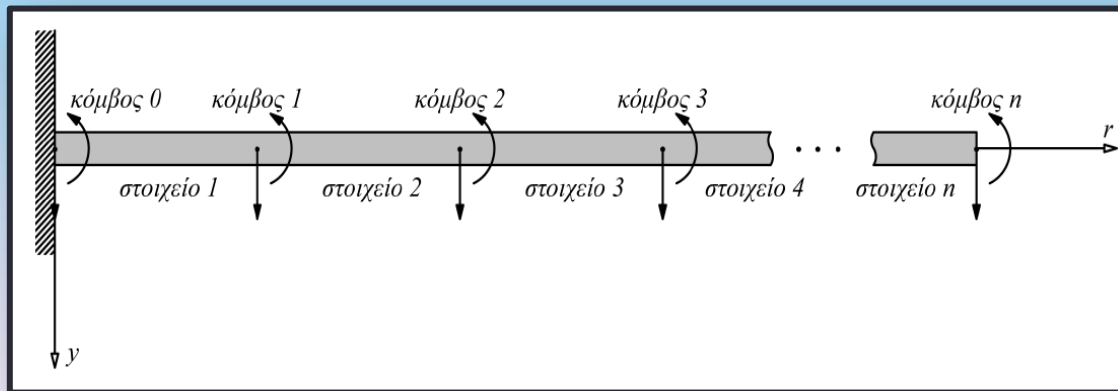 κόμβος 0 κόμβος 1 κόμβος 2 κόμβος 3 κόμβος n
r
στοιχείο 1 στοιχείο 2 στοιχείο 3 στοιχείο 4 στοιχείο n
y